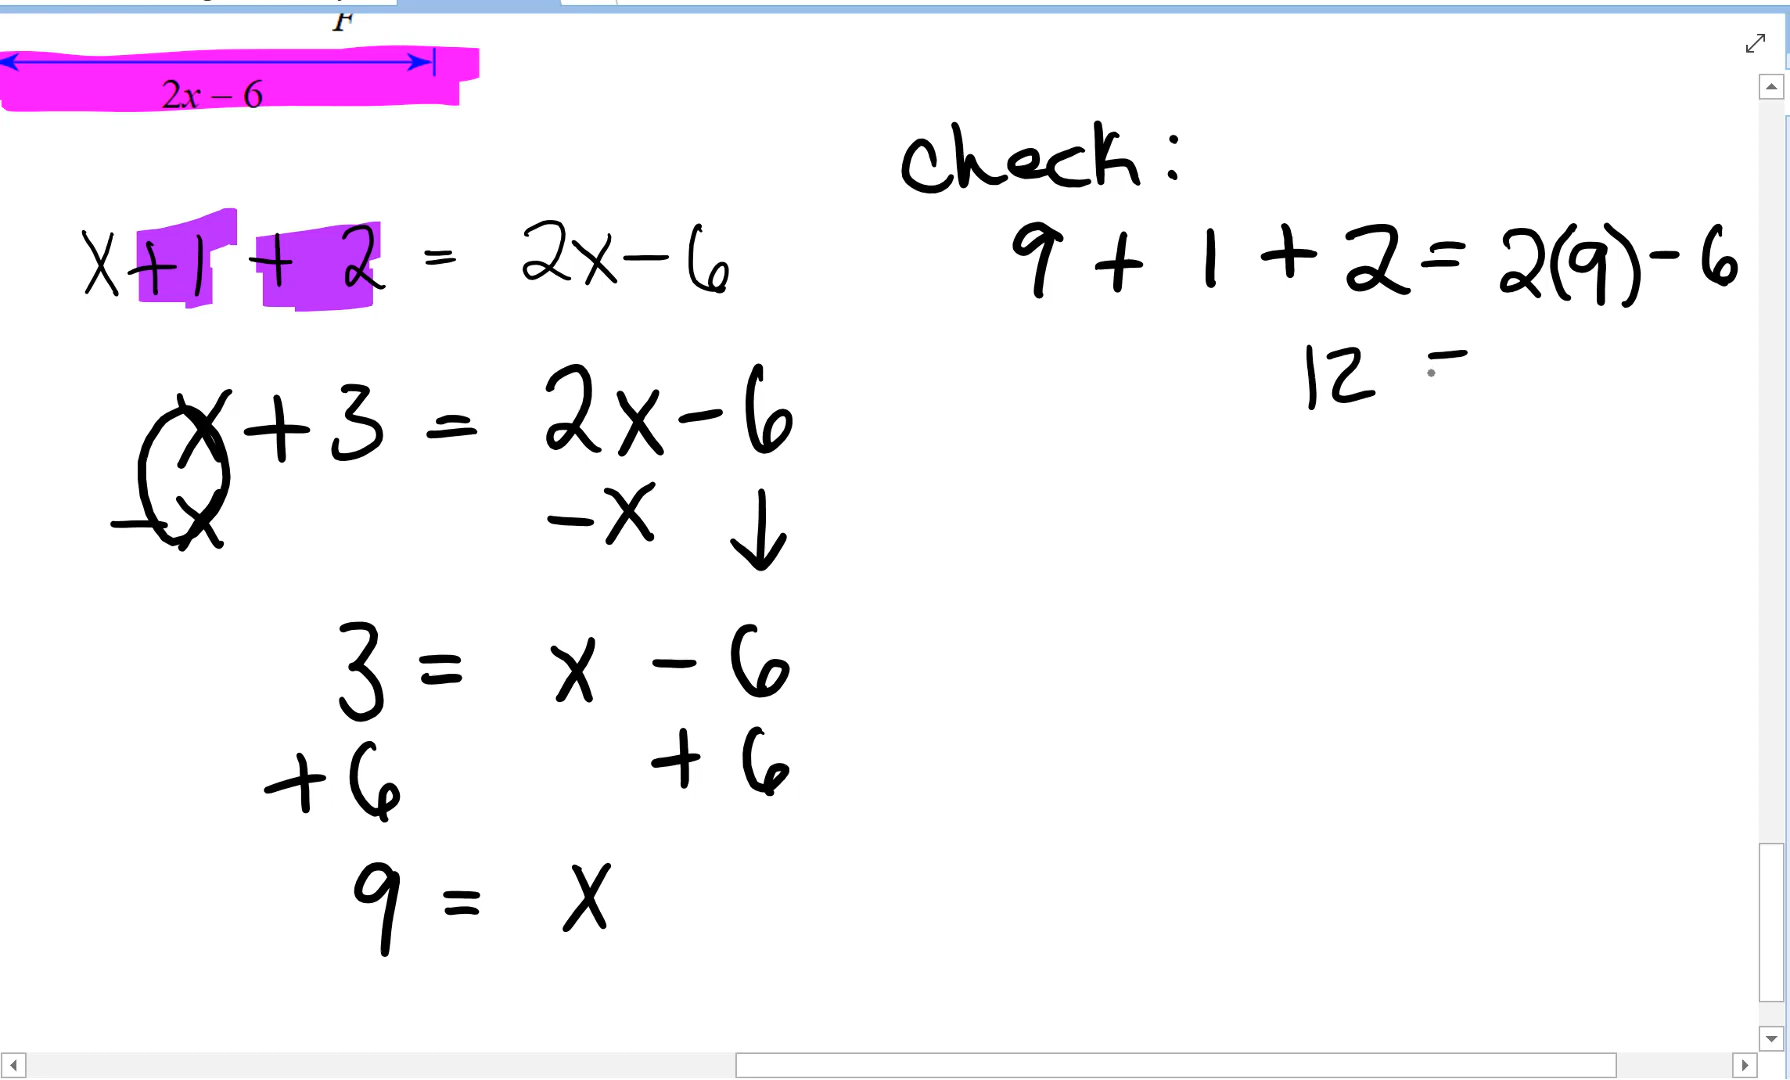 F
2x – 6
check:
x + 1 + 2 = 2x – 6
9 + 1 + 2 = 2(9) – 6
x + 3 = 2x – 6
12 =
– x – x ↓
3 = x – 6
+ 6 + 6
9 = x